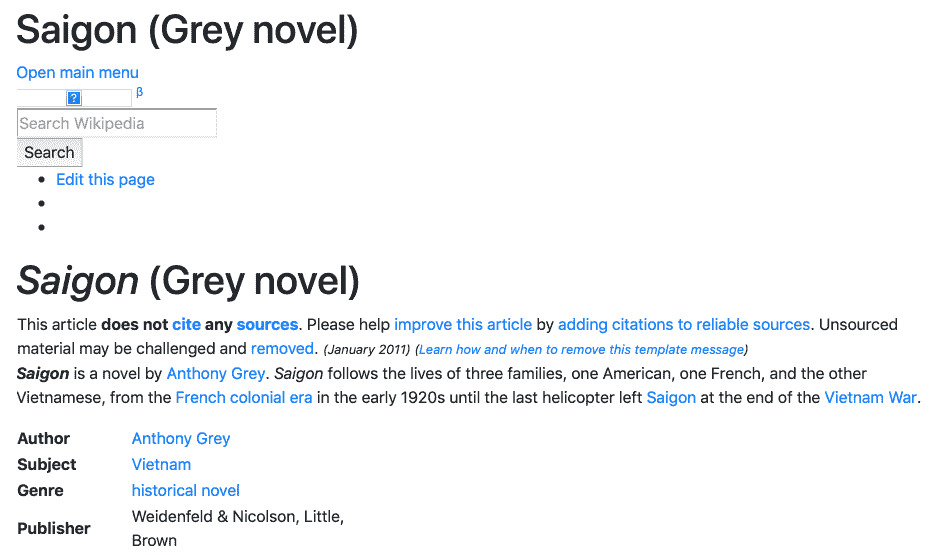 Saigon (Grey novel)
Open main menu
β
Search Wikipedia
Search
Edit this page
Saigon (Grey novel)
This article does not cite any sources. Please help improve this article by adding citations to reliable sources. Unsourced
material may be challenged and removed. (January 2011) (Learn how and when to remove this template message)
Saigon is a novel by Anthony Grey. Saigon follows the lives of three families, one American, one French, and the other
Vietnamese, from the French colonial era in the early 1920s until the last helicopter left Saigon at the end of the Vietnam War.
Author Anthony Grey
Subject Vietnam
Genre historical novel
Publisher Weidenfeld & Nicolson, Little,
Brown